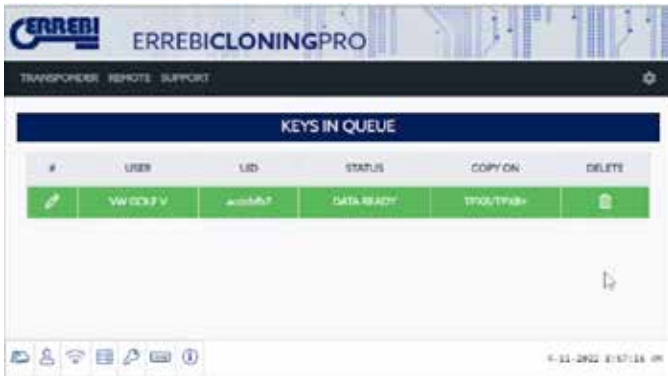 ERREBI
ERREBICLONINGPRO
TRANSPONDER REMOTE SUPPORT
KEYS IN QUEUE
# USER UID STATUS COPY ON DELETE
VW GOLF V DATA READY